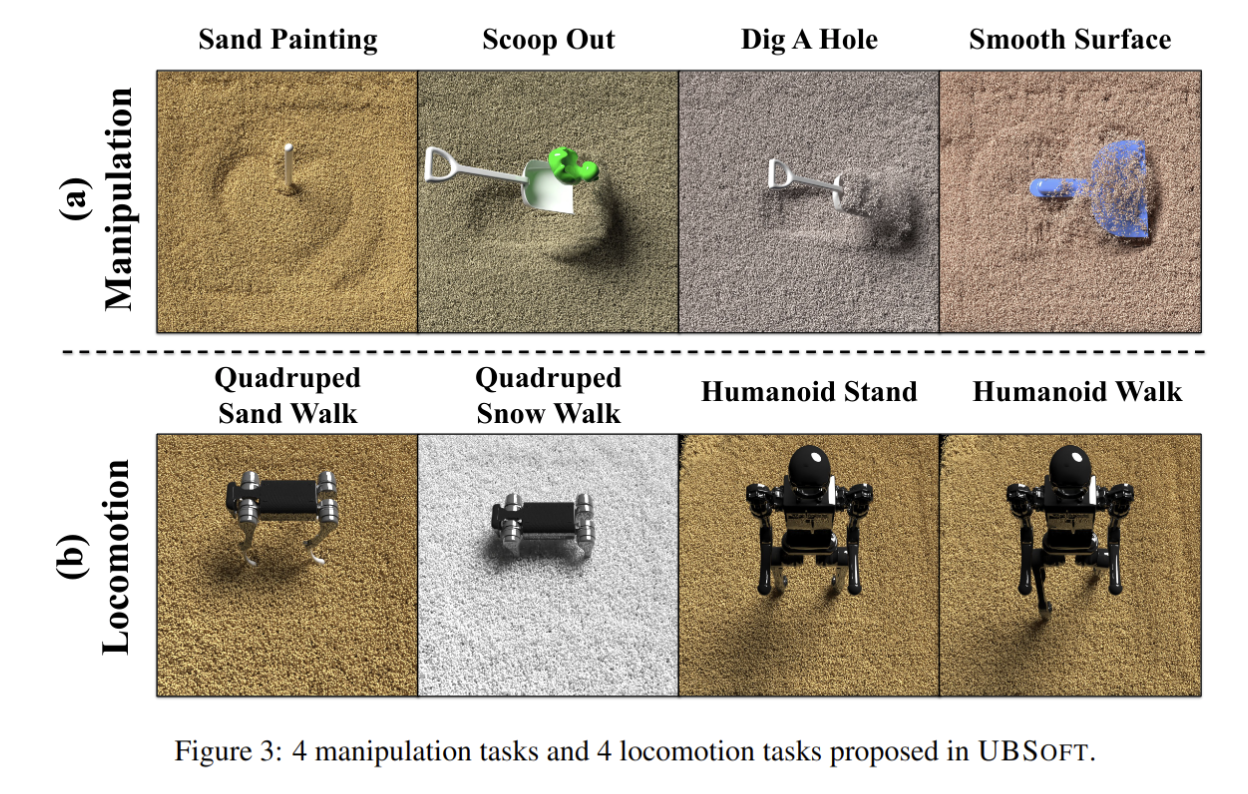 Sand Painting
Scoop Out
Dig A Hole
Smooth Surface
(a)
Manipulation
Quadruped
Sand Walk
Quadruped
Snow Walk
Humanoid Stand
Humanoid Walk
(b)
Locomotion
Figure 3: 4 manipulation tasks and 4 locomotion tasks proposed in UBSOFT.